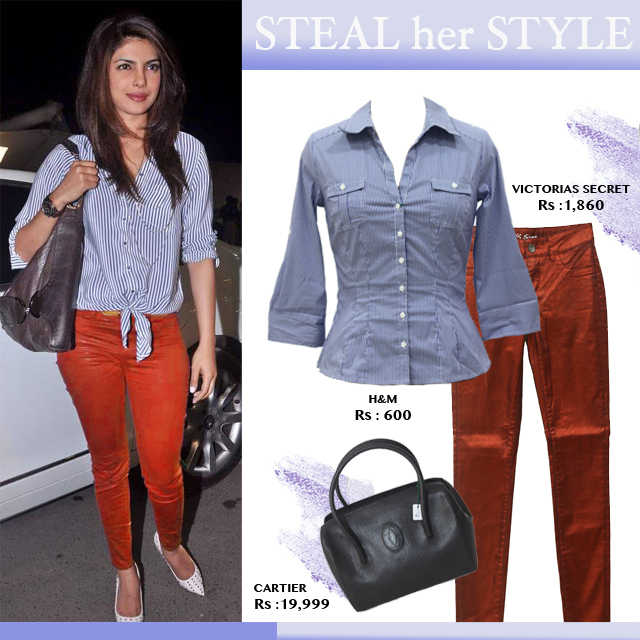 STEAL her STYLE
VICTORIAS SECRET
Rs :1,860
H&M
Rs : 600
CARTIER
Rs :19,999